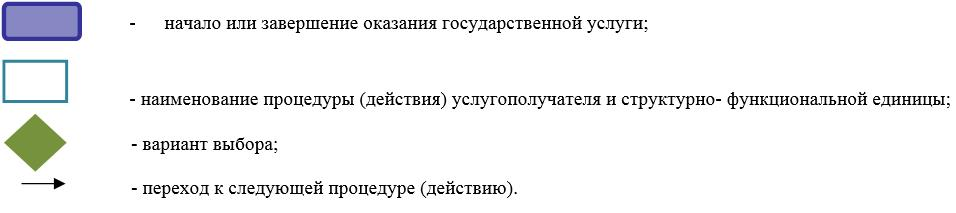 - начало или завершение оказания государственной услуги;
- наименование процедуры (действия) услугополучателя и структурно- функциональной единицы;
- вариант выбора;
- переход к следующей процедуре (действию).